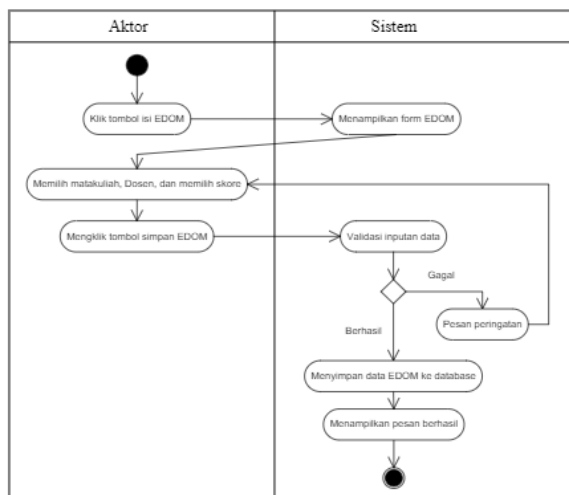 Aktor
Sistem
Klik tombol isi EDOM
Menampilkan form EDOM
Memilih matakuliah, Dosen, dan memilih skore
Mengklik tombol simpan EDOM
Validasi inputan data
Gagal
Pesan peringatan
Berhasil
Menyimpan data EDOM ke database
Menampilkan pesan berhasil